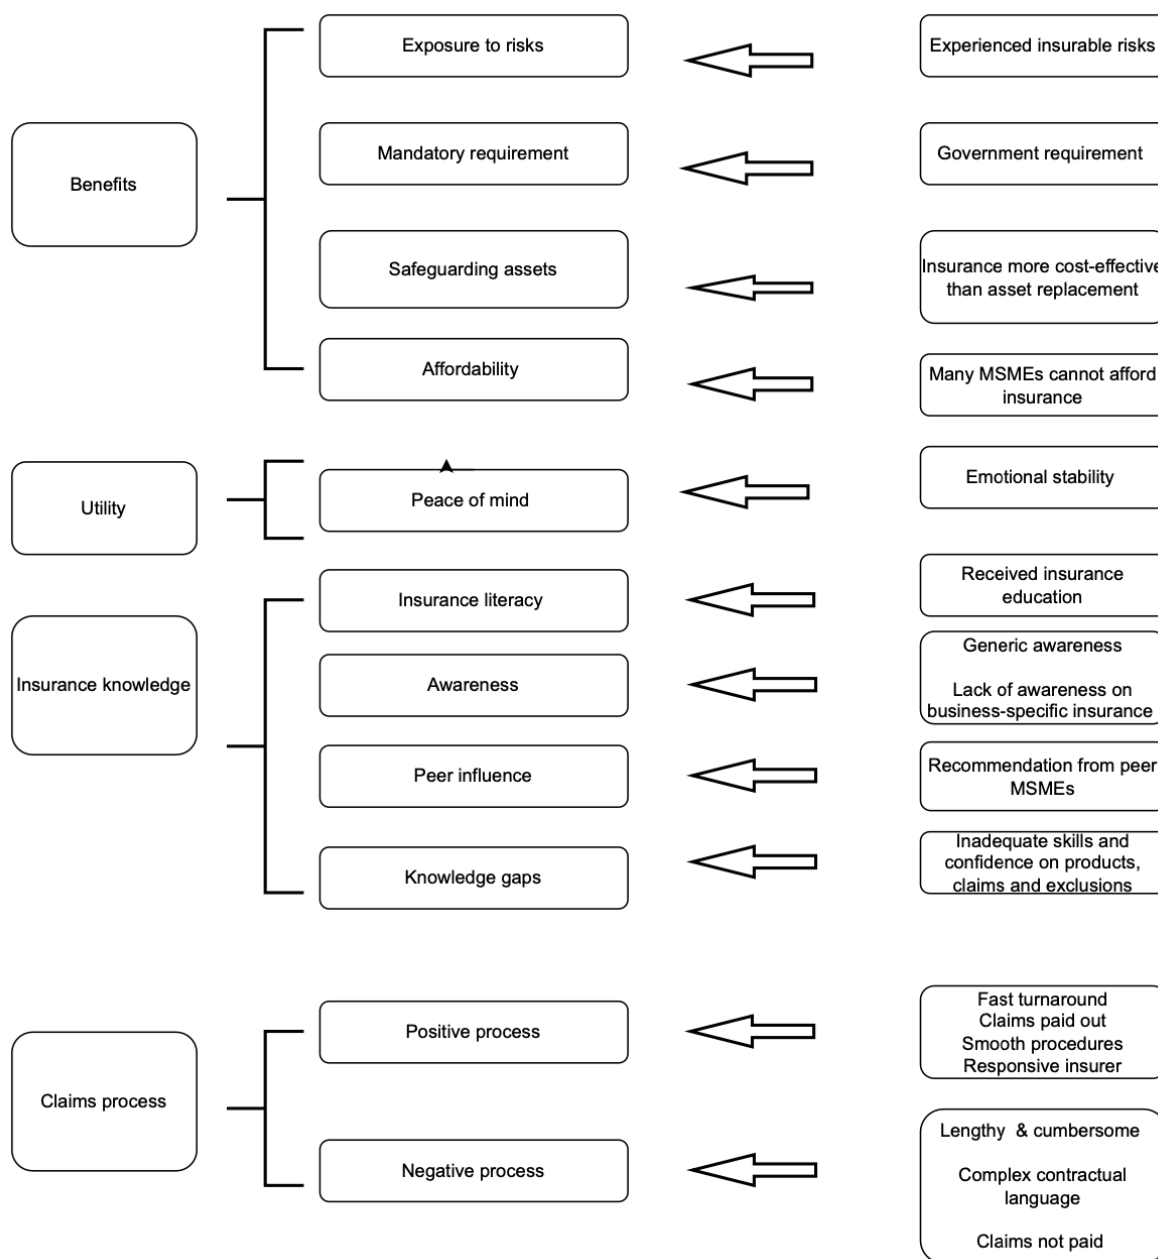 Exposure to risks
Experienced insurable risks
Benefits
Mandatory requirement
Government requirement
Safeguarding assets
Insurance more cost-effective
than asset replacement
Affordability
Many MSMEs cannot afford
insurance
Utility
Peace of mind
Emotional stability
Insurance knowledge
Insurance literacy
Received insurance
education
Awareness
Generic awareness
Lack of awareness on
business-specific insurance
Peer influence
Recommendation from peer
MSMEs
Knowledge gaps
Inadequate skills and
confidence on products,
claims and exclusions
Claims process
Positive process
Fast turnaround
Claims paid out
Smooth procedures
Responsive insurer
Negative process
Lengthy & cumbersome
Complex contractual
language
Claims not paid